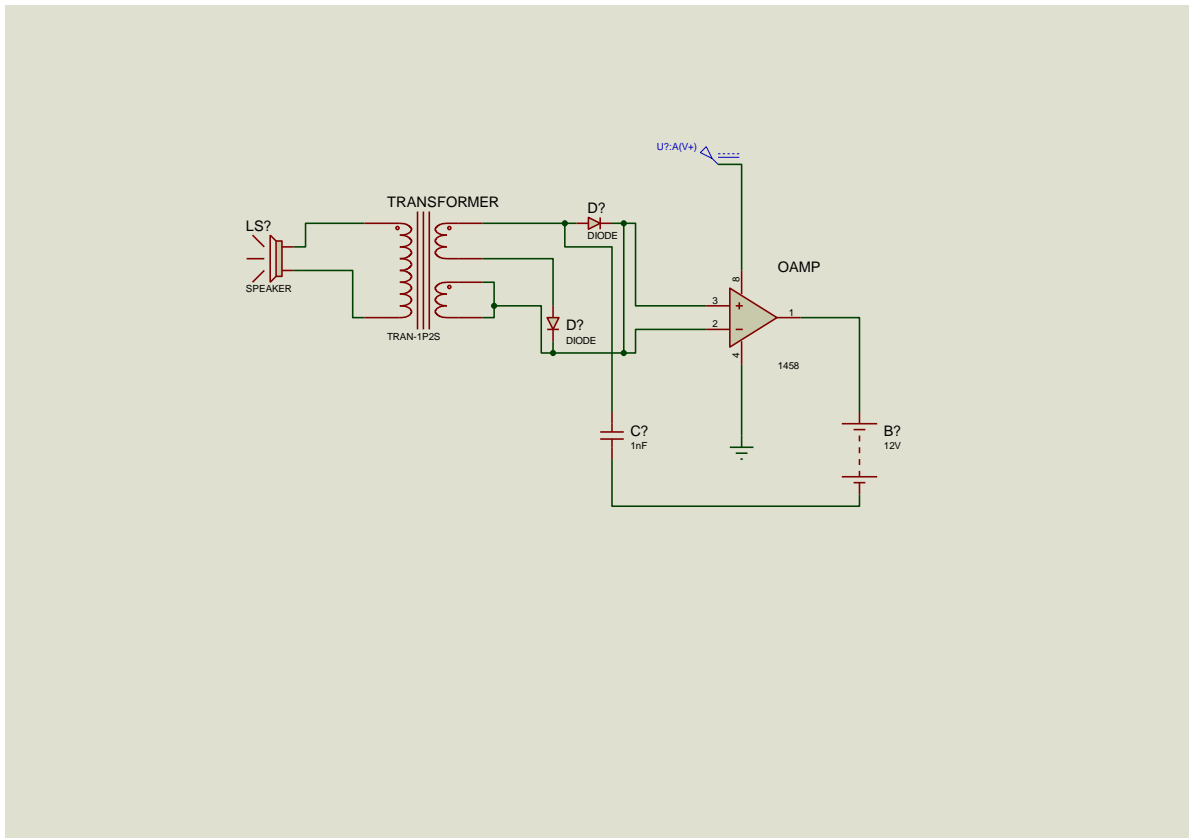 U?:A(V+)
TRANSFORMER
D?
DIODE
LS?
SPEAKER
TRAN-1P2S
D?
DIODE
OAMP
8
3
2
1
4
1458
C?
1nF
B?
12V